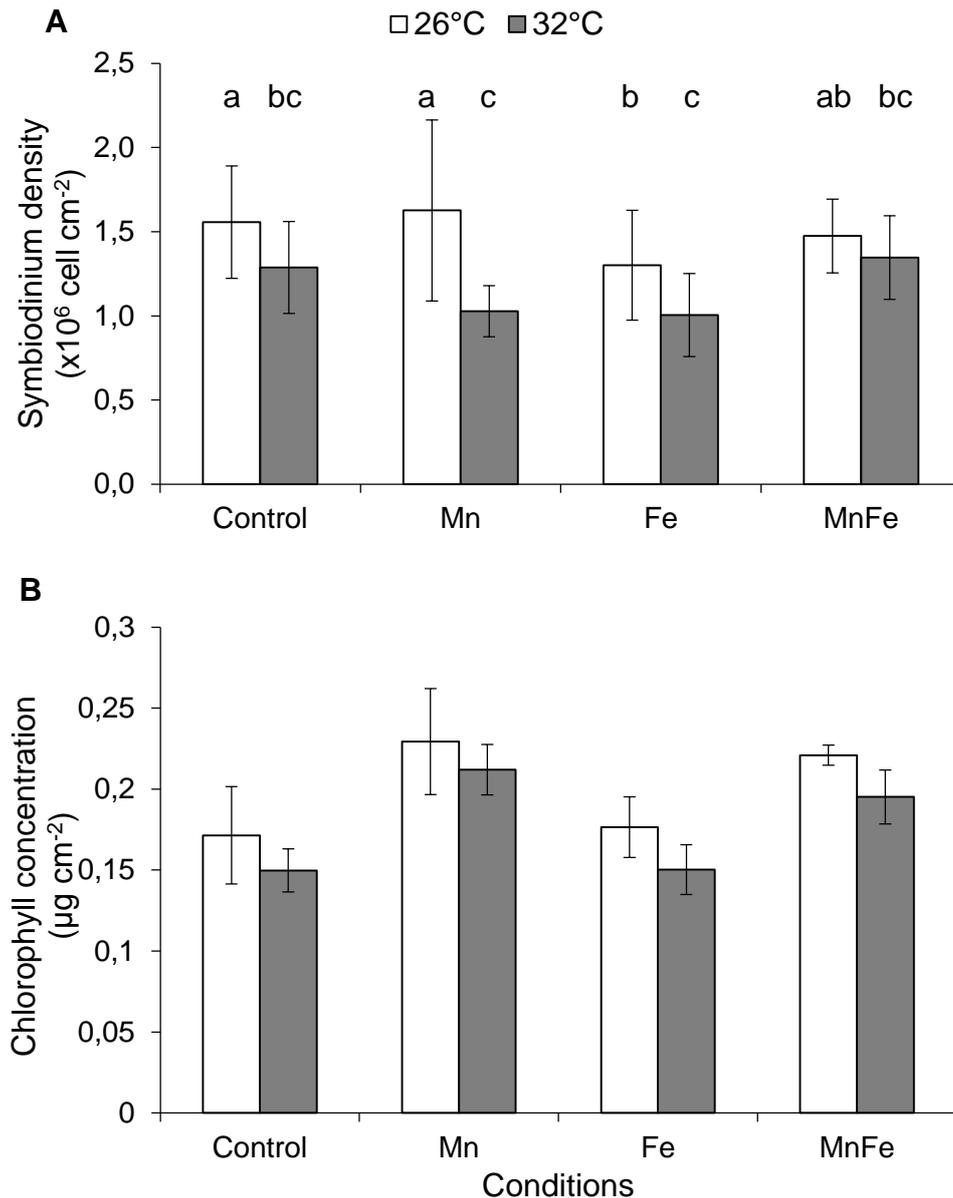 A
26°C 32°C
2,5
2,0
1,5
1,0
0,5
0,0
Symbiodinium density
(x10⁶ cell cm⁻²)
a bc a c b c ab bc
Control Mn Fe MnFe
B
0,3
0,25
0,2
0,15
0,1
0,05
0
Chlorophyll concentration
(µg cm⁻²)
Control Mn Fe MnFe
Conditions